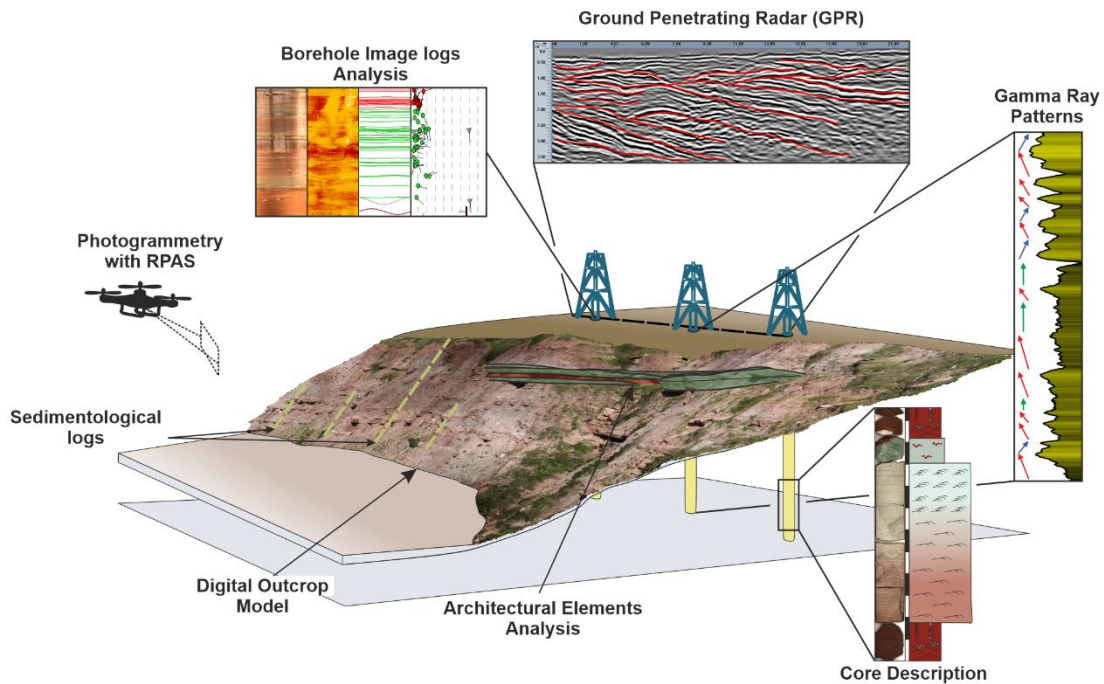 Ground Penetrating Radar (GPR)
Borehole Image logs
Analysis
Gamma Ray
Patterns
Photogrammetry
with RPAS
Sedimentological
logs
Digital Outcrop
Model
Architectural Elements
Analysis
Core Description